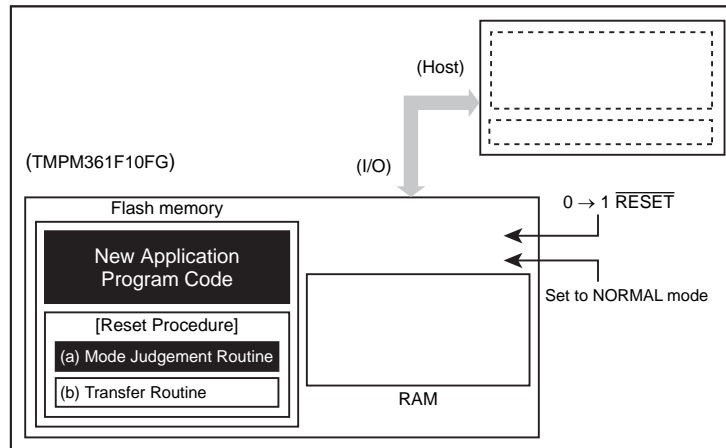 (Host)
(TMPM361F10FG)
(I/O)
Flash memory
0 → 1 RESET
New Application
Program Code
Set to NORMAL mode
[Reset Procedure]
(a) Mode Judgement Routine
(b) Transfer Routine
RAM